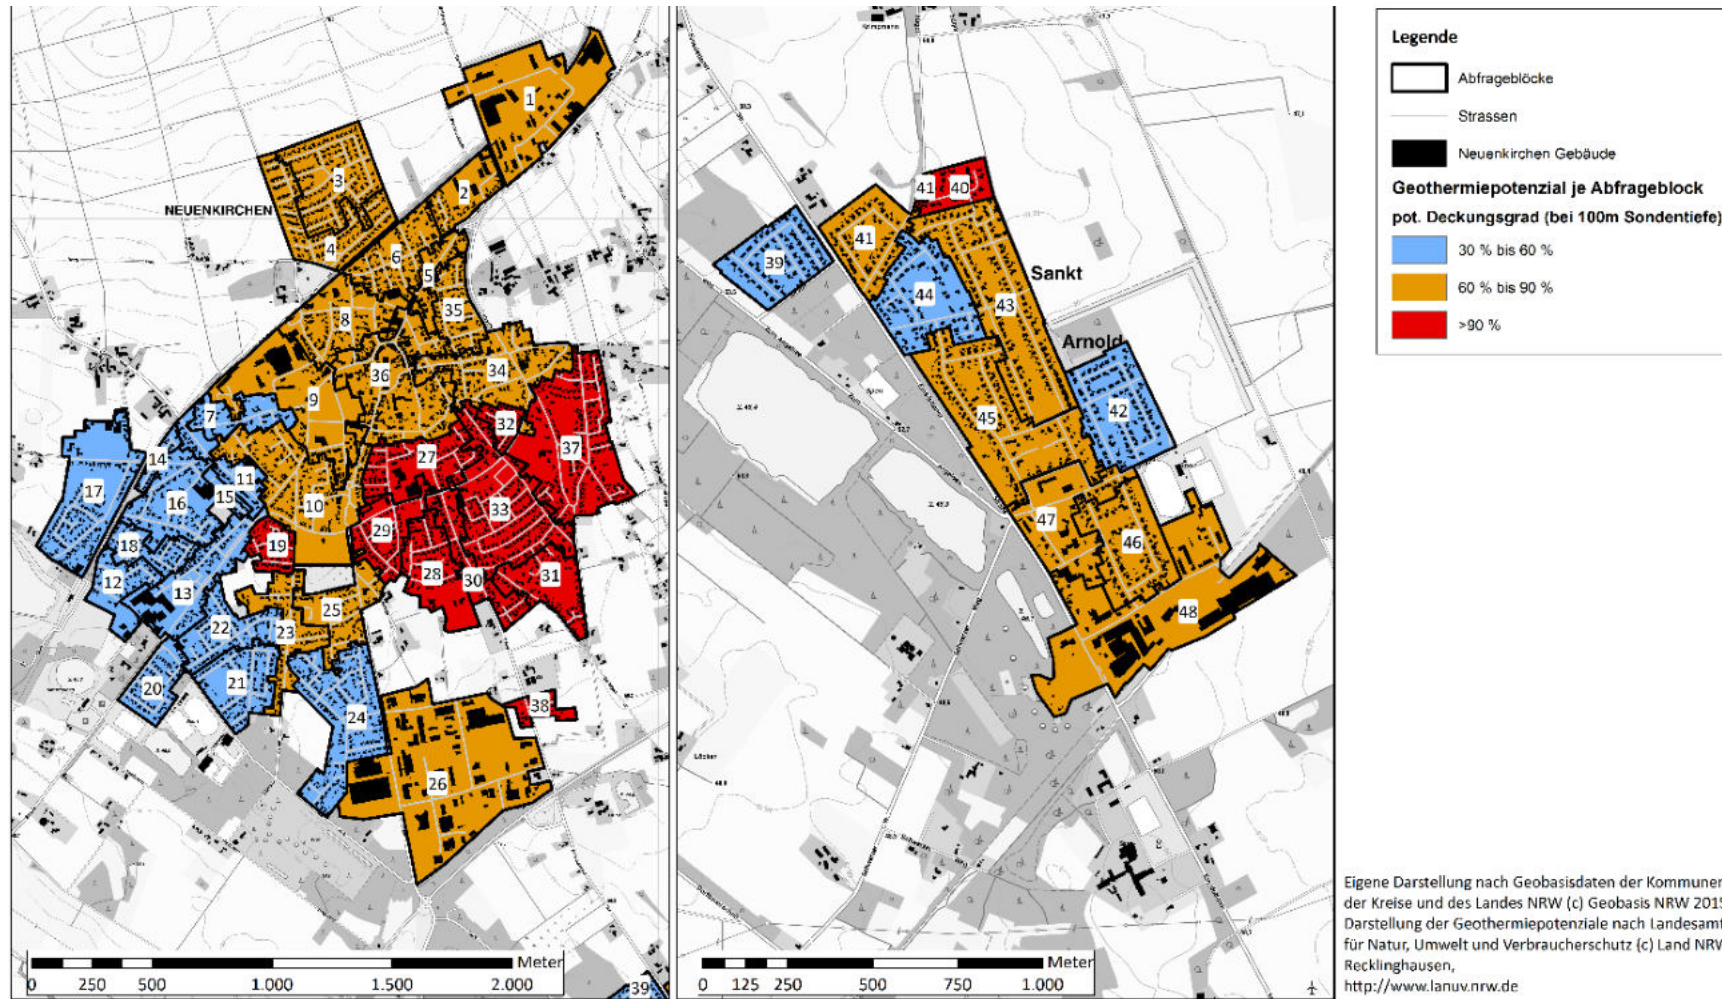 1
2
3
NEUENKIRCHEN
4
6
5
8
35
36
34
9
7
32
37
27
14
11
17
15
16
10
33
29
19
18
28
30
31
12
13
25
22
23
20
21
24
38
26
Meter
0 250 500 1.000 1.500 2.000
39
41 40
41
39
Sankt
44
43
Arnold
42
45
47
46
48
Meter
0 125 250 500 750 1.000
Legende
Abfrageblöcke
Strassen
Neuenkirchen Gebäude
Geothermiepotenzial je Abfrageblock
pot. Deckungsgrad (bei 100m Sondentiefe)
30 % bis 60 %
60 % bis 90 %
>90 %
Eigene Darstellung nach Geobasisdaten der Kommunen
der Kreise und des Landes NRW (c) Geobasis NRW 2015
Darstellung der Geothermiepotenziale nach Landesamt
für Natur, Umwelt und Verbraucherschutz (c) Land NRW
Recklinghausen,
http://www.lanuv.nrw.de